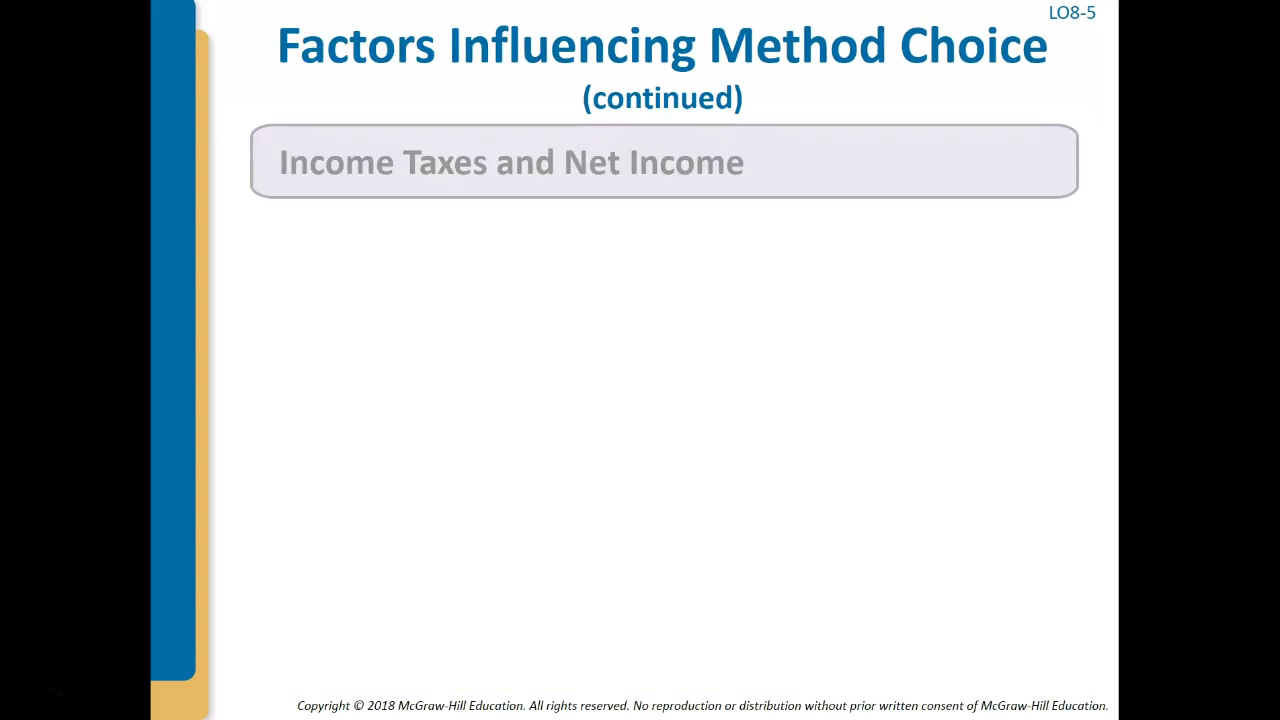 LO8-5
Factors Influencing Method Choice
(continued)
Income Taxes and Net Income
Copyright © 2018 McGraw-Hill Education. All rights reserved. No reproduction or distribution without prior written consent of McGraw-Hill Education.